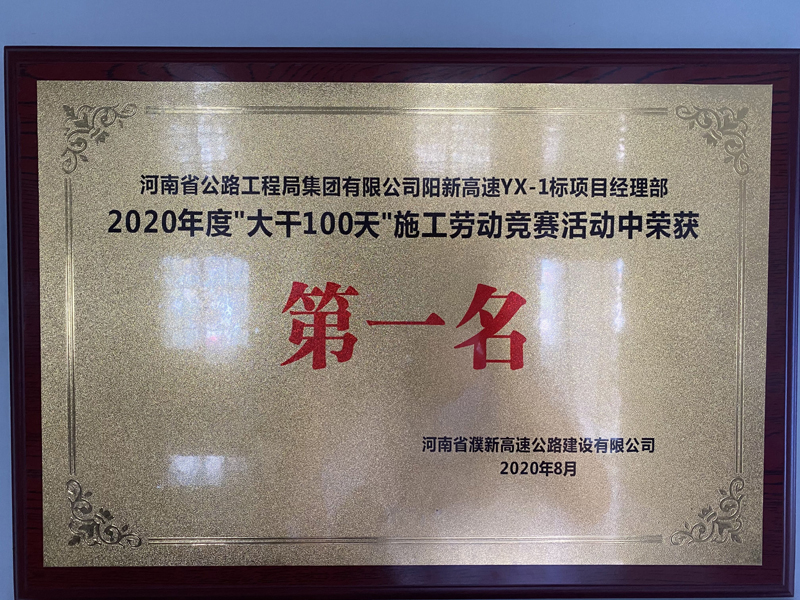 河南省公路工程局集团有限公司阳新高速YX-1标项目经理部
2020年度"大干100天"施工劳动竞赛活动中荣获
第一名
河南省濮新高速公路建设有限公司
2020年8月